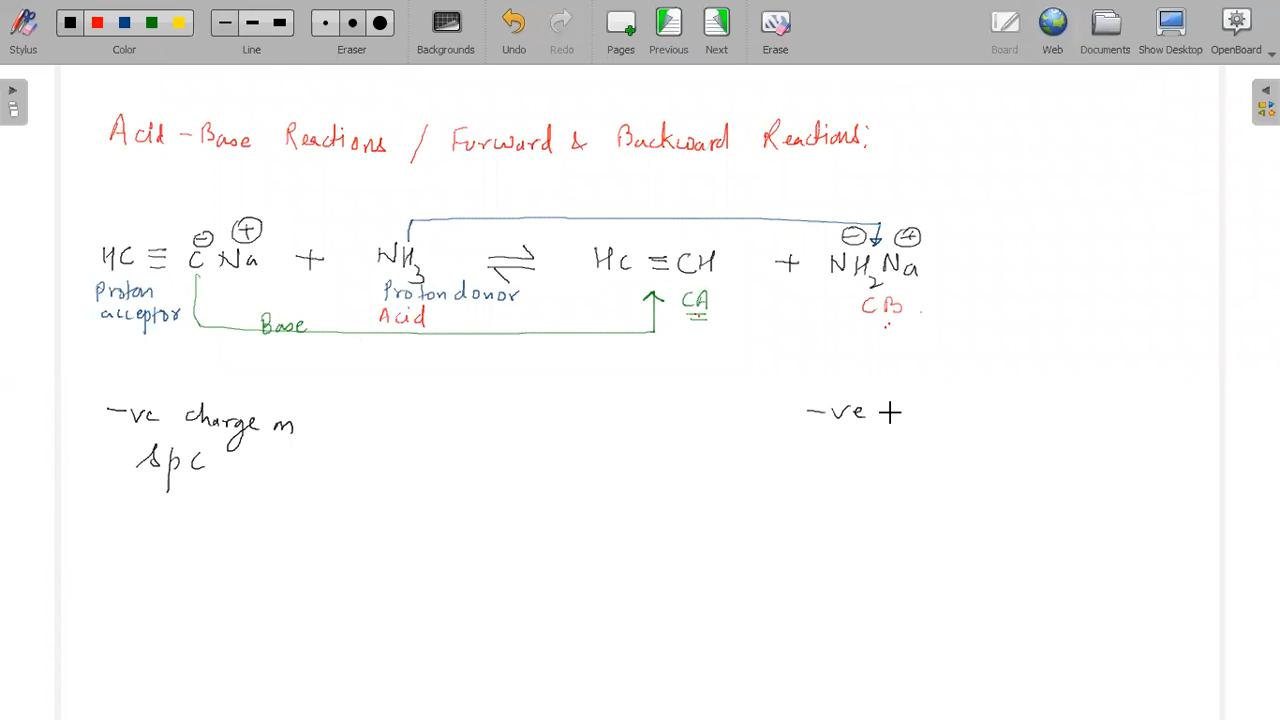 Stylus Color Line Eraser Backgrounds Undo Redo Pages Previous Next Erase Board Web Documents Show Desktop OpenBoard
Acid-Base Reactions / Forward & Backward Reactions:
HC ≡ C⊖ Na⊕ + NH3 ⇌ HC ≡ CH + NH2⊖ Na⊕
Proton acceptor
Proton donor
CA
CB
Acid
Base
-ve charge on
-ve +
spc